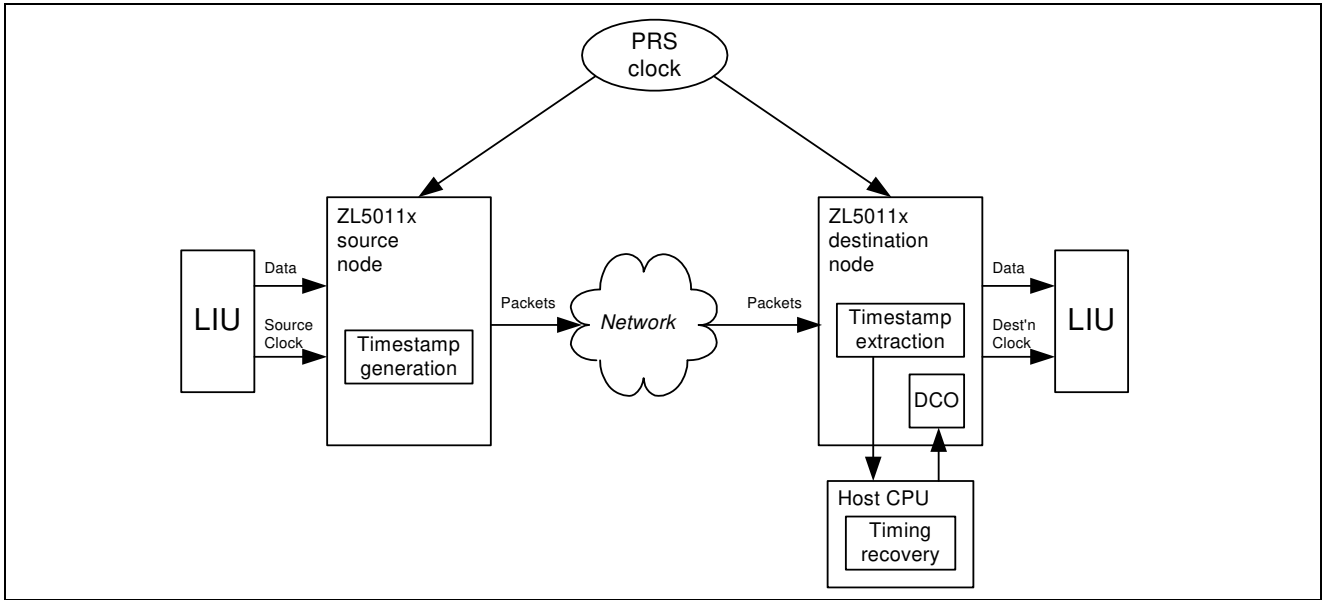 PRS
clock
ZL5011x
source
node
ZL5011x
destination
node
Data
LIU
Source
Clock
Timestamp
generation
Packets
Network
Packets
Timestamp
extraction
DCO
Data
Dest'n
Clock
LIU
Host CPU
Timing
recovery